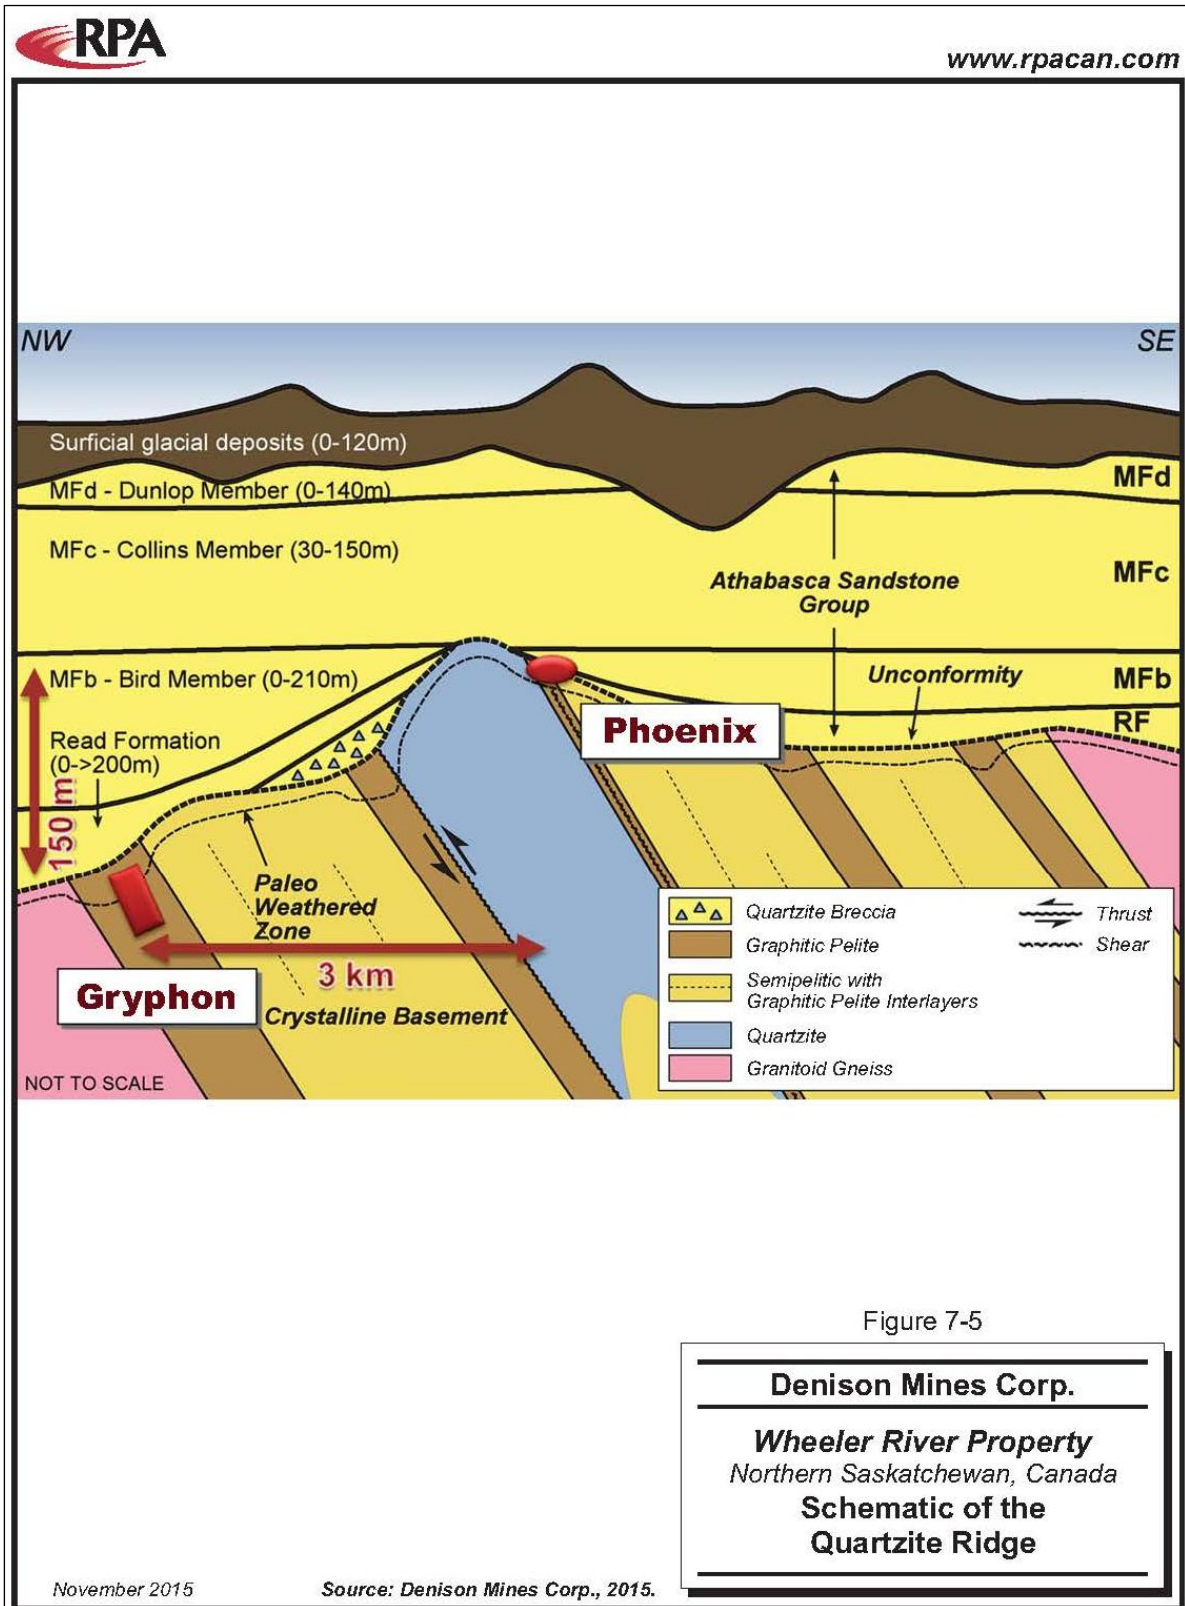 RPA
www.rpacan.com
NW
SE
Surficial glacial deposits (0-120m)
MFd - Dunlop Member (0-140m)
MFd
MFc - Collins Member (30-150m)
MFc
Athabasca Sandstone
Group
MFb - Bird Member (0-210m)
Unconformity
MFb
RF
Phoenix
Read Formation
(0->200m)
150 m
Paleo
Weathered
Zone
3 km
Gryphon
Crystalline Basement
NOT TO SCALE
Quartzite Breccia
Graphitic Pelite
Semipelitic with
Graphitic Pelite Interlayers
Quartzite
Granitoid Gneiss
Thrust
Shear
Figure 7-5
Denison Mines Corp.
Wheeler River Property
Northern Saskatchewan, Canada
Schematic of the
Quartzite Ridge
November 2015
Source: Denison Mines Corp., 2015.